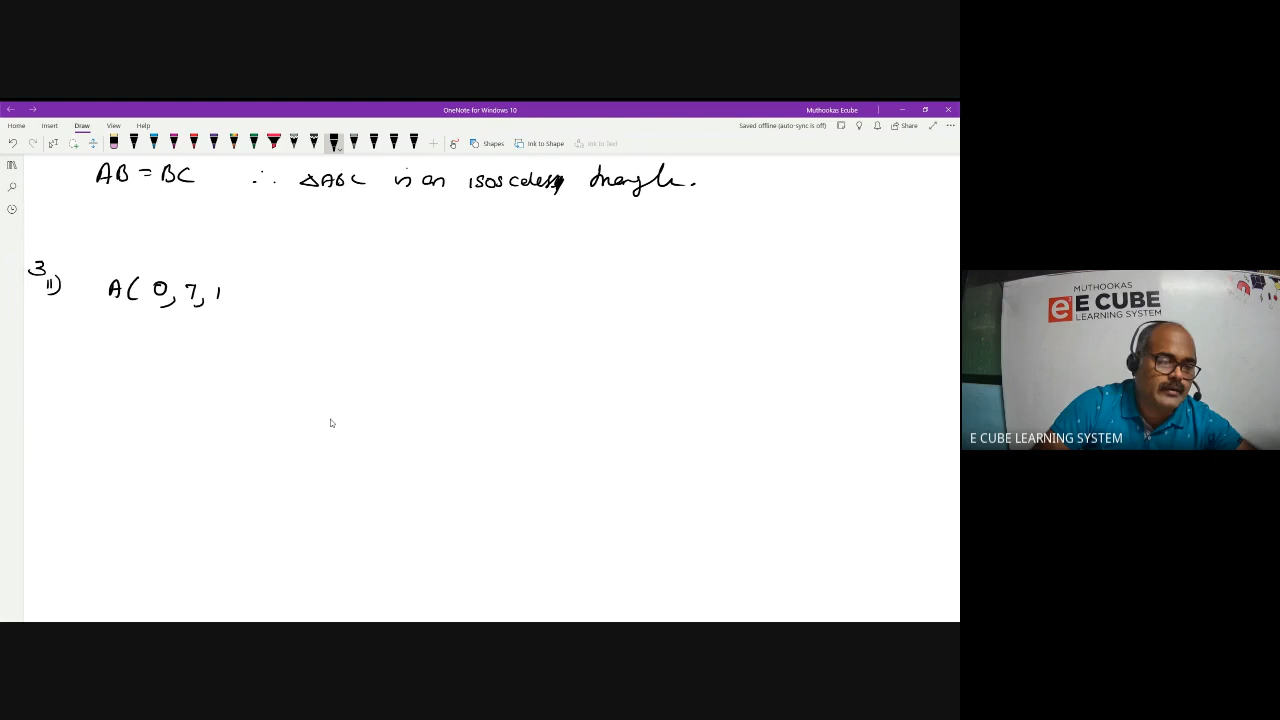 OneNote for Windows 10
Muthookas Ecube
Home Insert Draw View Help
Saved offline (auto-sync is off)
Share
Shapes
Ink to Shape
Ink to Text
AB = BC ∴ ΔABC is an isosceles triangle.
3
ii) A( 0, 7, 1
MUTHOOKAS
e E CUBE
LEARNING SYSTEM
E CUBE LEARNING SYSTEM